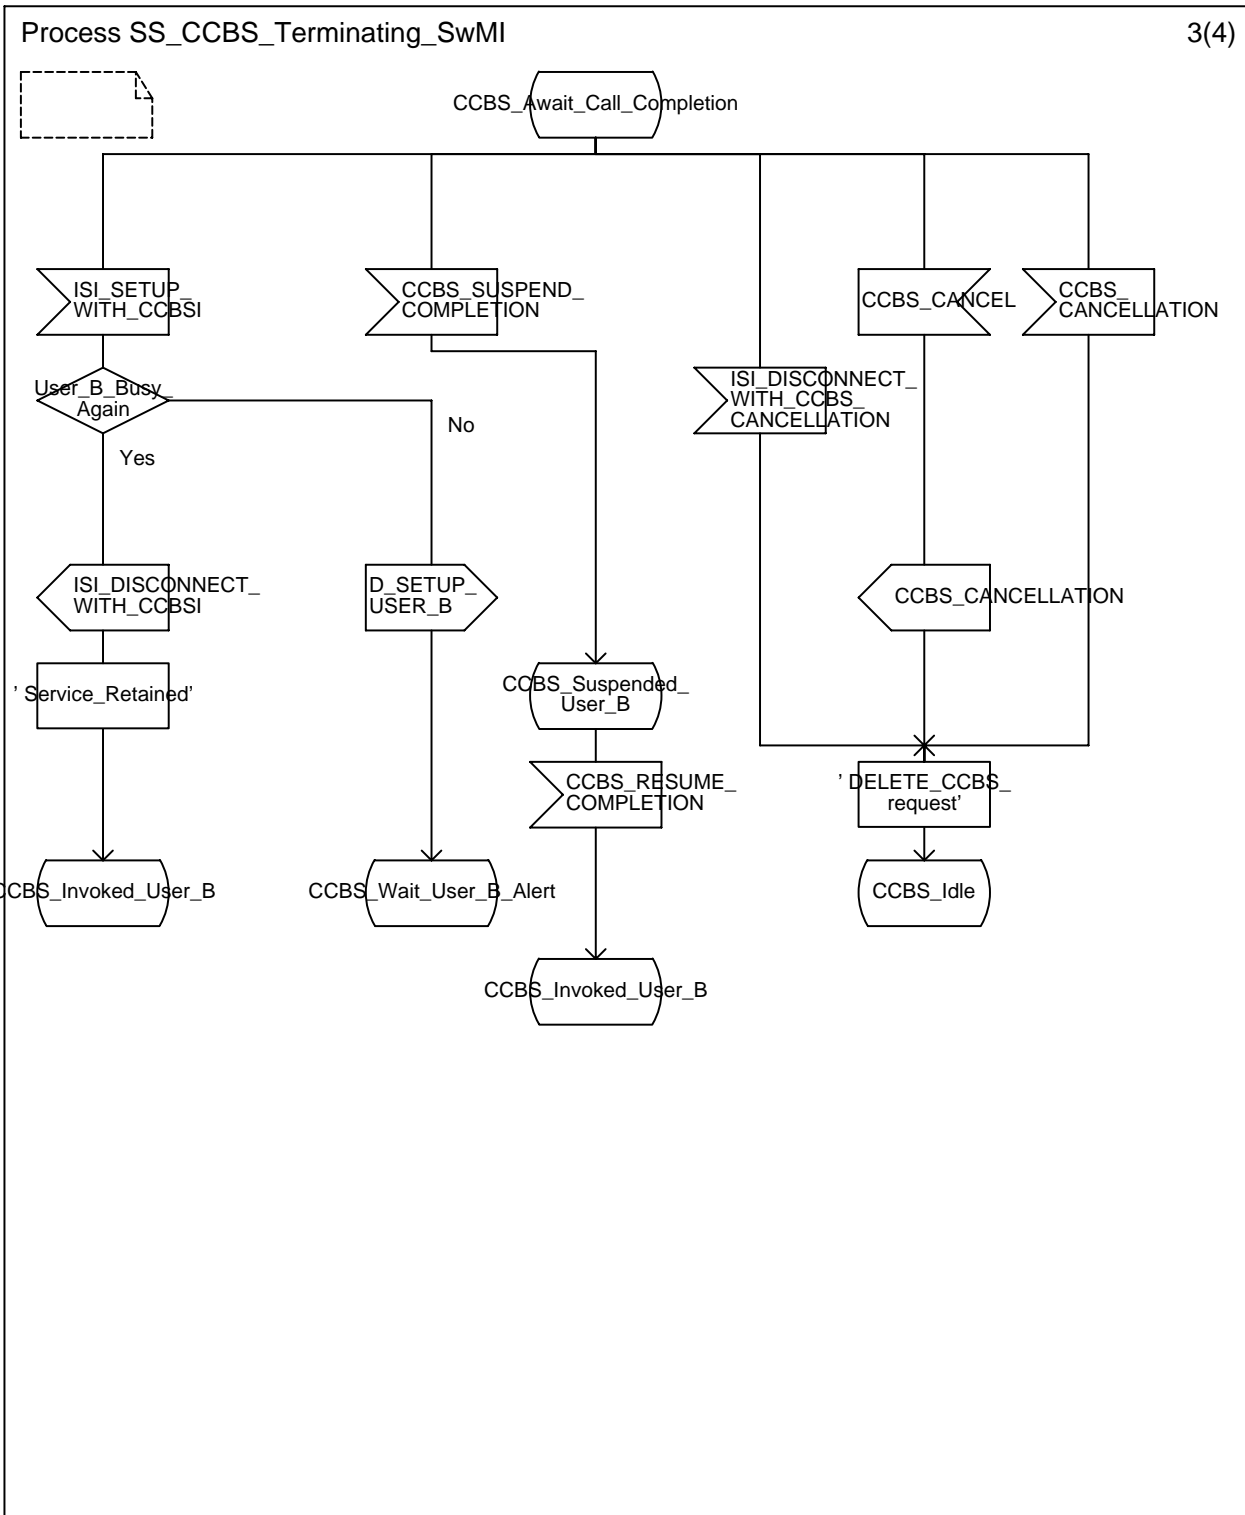 Process SS_CCBS_Terminating_SwMI
3(4)
CCBS_Await_Call_Completion
ISI_SETUP_
WITH_CCBSI
CCBS_SUSPEND_
COMPLETION
CCBS_CANCEL
CCBS_
CANCELLATION
User_B_Busy_
Again
ISI_DISCONNECT_
WITH_CCBS_
CANCELLATION
No
Yes
ISI_DISCONNECT_
WITH_CCBSI
D_SETUP_
USER_B
CCBS_CANCELLATION
' Service_Retained'
CCBS_Suspended_
User_B
CCBS_RESUME_
COMPLETION
' DELETE_CCBS_
request'
CCBS_Invoked_User_B
CCBS_Wait_User_B_Alert
CCBS_Idle
CCBS_Invoked_User_B